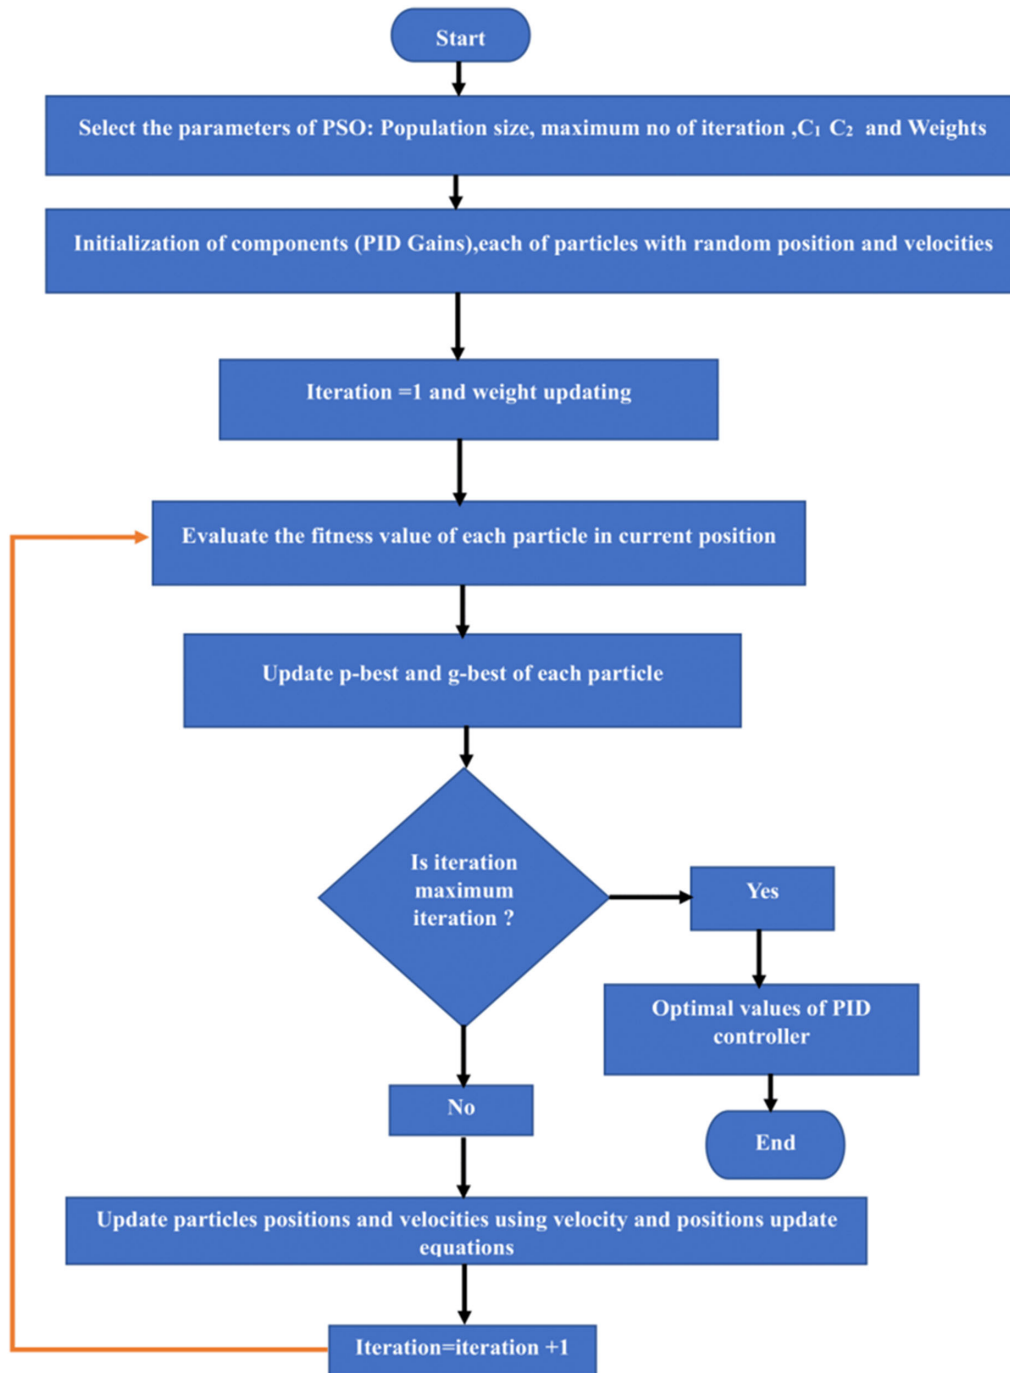 Start
Select the parameters of PSO: Population size, maximum no of iteration ,C₁ C₂ and Weights
Initialization of components (PID Gains),each of particles with random position and velocities
Iteration =1 and weight updating
Evaluate the fitness value of each particle in current position
Update p-best and g-best of each particle
Is iteration
maximum
iteration ?
Yes
Optimal values of PID
controller
End
No
Update particles positions and velocities using velocity and positions update
equations
Iteration=iteration +1